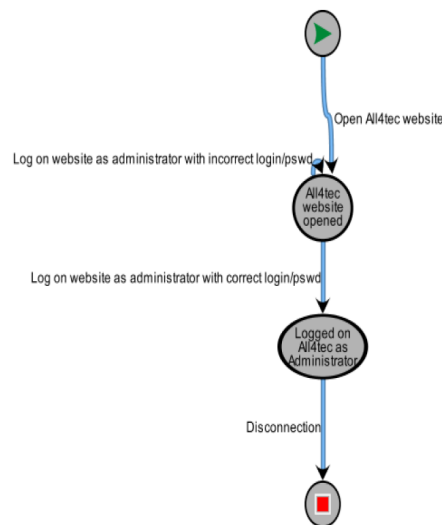 Open All4tec website
Log on website as administrator with incorrect login/pswd
All4tec
website
opened
Log on website as administrator with correct login/pswd
Logged on
All4tec as
Administrator
Disconnection